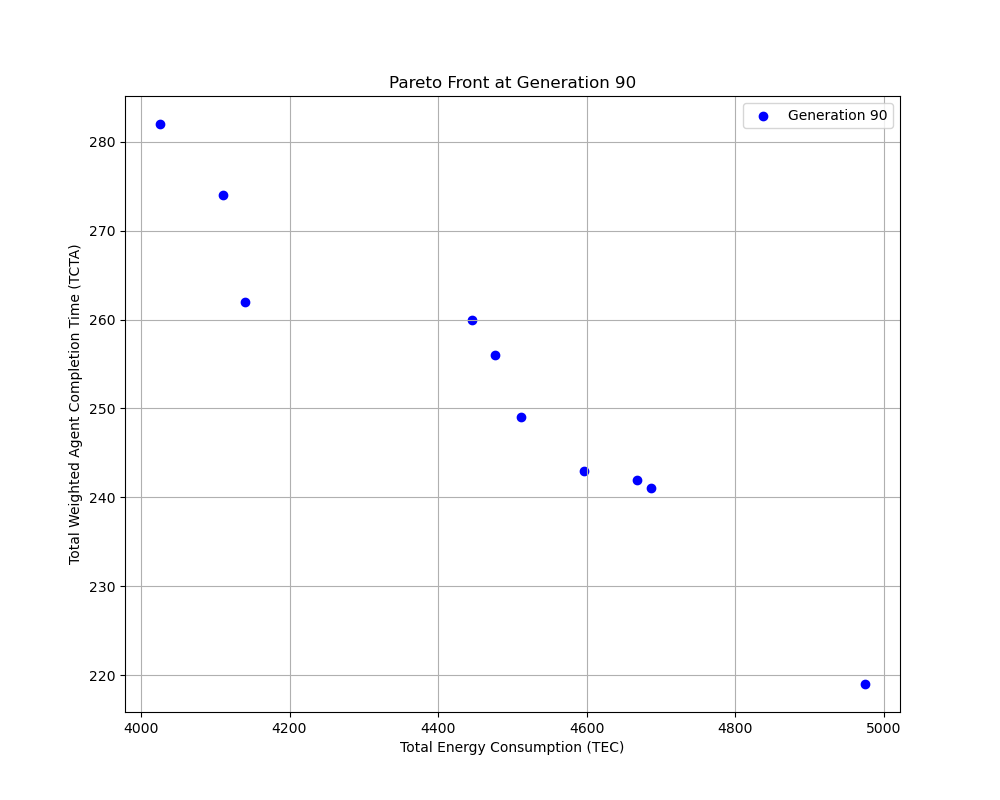 Pareto Front at Generation 90
Generation 90
Total Weighted Agent Completion Time (TCTA)
280
270
260
250
240
230
220
4000 4200 4400 4600 4800 5000
Total Energy Consumption (TEC)